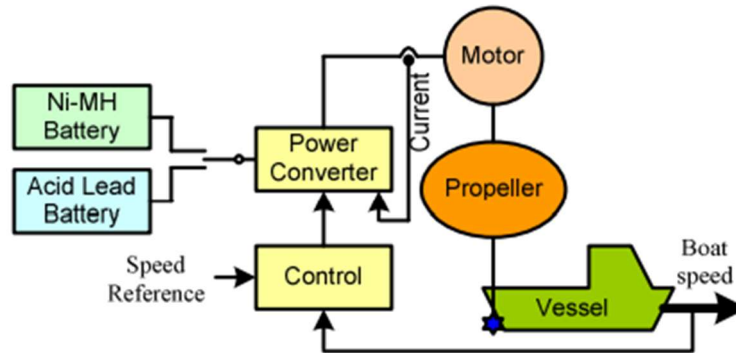 Ni-MH
Battery
Acid Lead
Battery
Power
Converter
Current
Motor
Propeller
Speed
Reference
Control
Vessel
Boat
speed